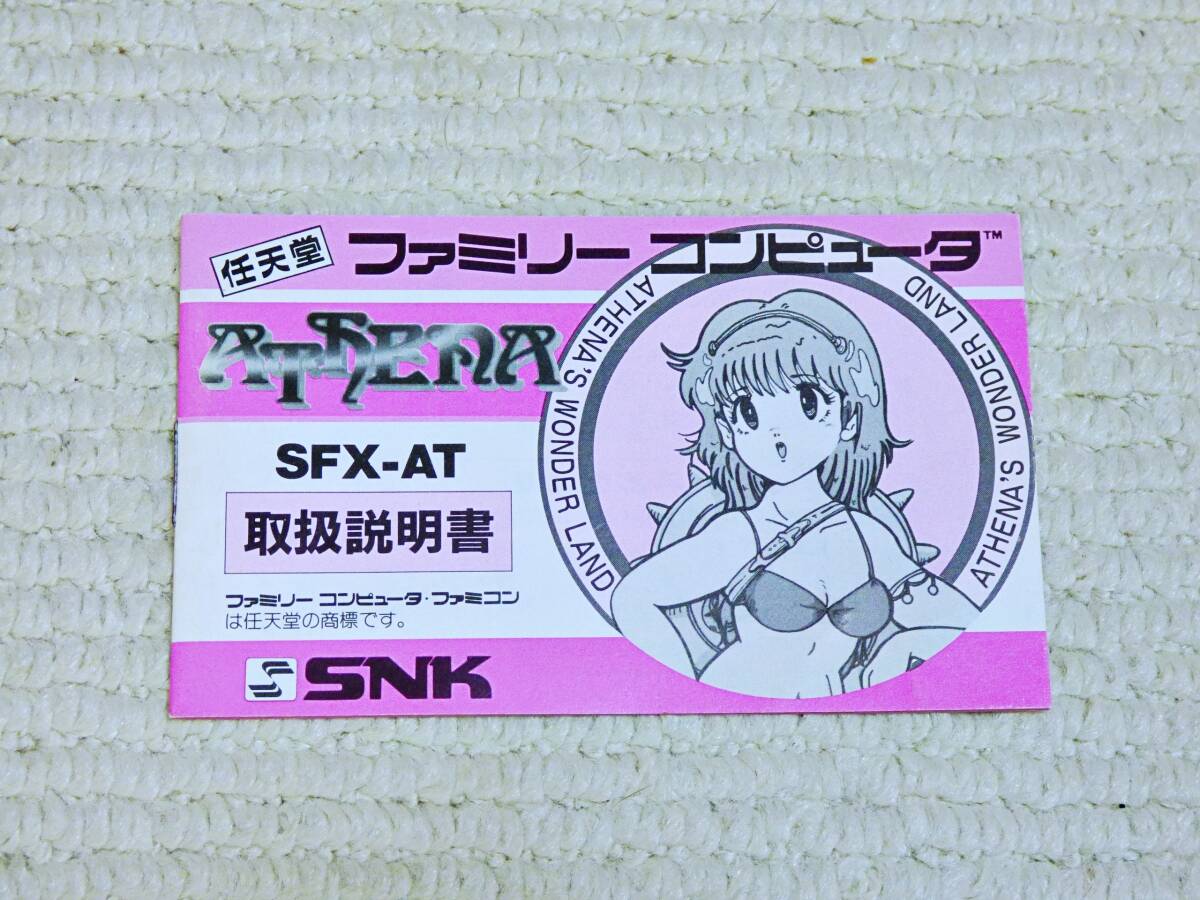 任天堂
ファミリー コンピュータ™
ATHENA
SFX-AT
取扱説明書
ファミリー コンピュータ・ファミコン
は任天堂の商標です。
S SNK
ATHENA'S WONDER LAND
ATHENA'S WONDER LAND